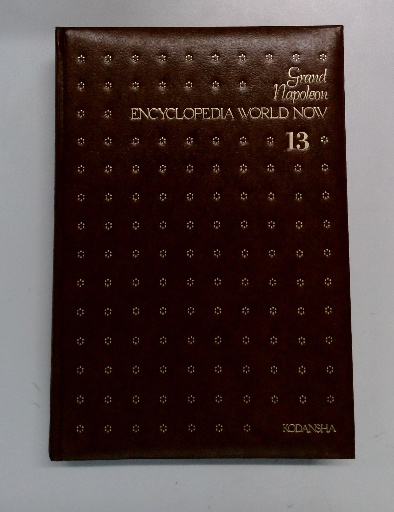 Grand
Napoleon
ENCYCLOPEDIA WORLD NOW
13
KODANSHA